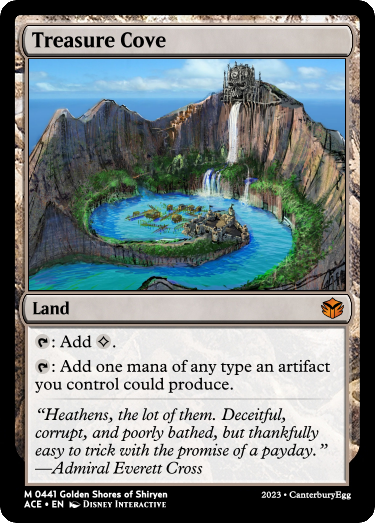 Treasure Cove
Land
: Add .
: Add one mana of any type an artifact
you control could produce.
“Heathens, the lot of them. Deceitful,
corrupt, and poorly bathed, but thankfully
easy to trick with the promise of a payday.”
—Admiral Everett Cross
M 0441 Golden Shores of Shiryen
ACE • EN Disney Interactive
2023 • CanterburyEgg